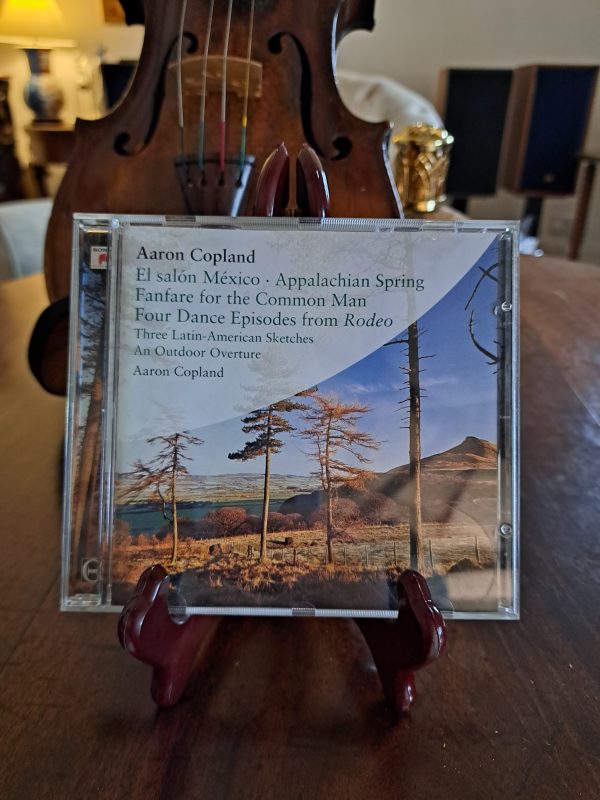 SONY
Aaron Copland
El salón México · Appalachian Spring
Fanfare for the Common Man
Four Dance Episodes from Rodeo
Three Latin-American Sketches
An Outdoor Overture
Aaron Copland